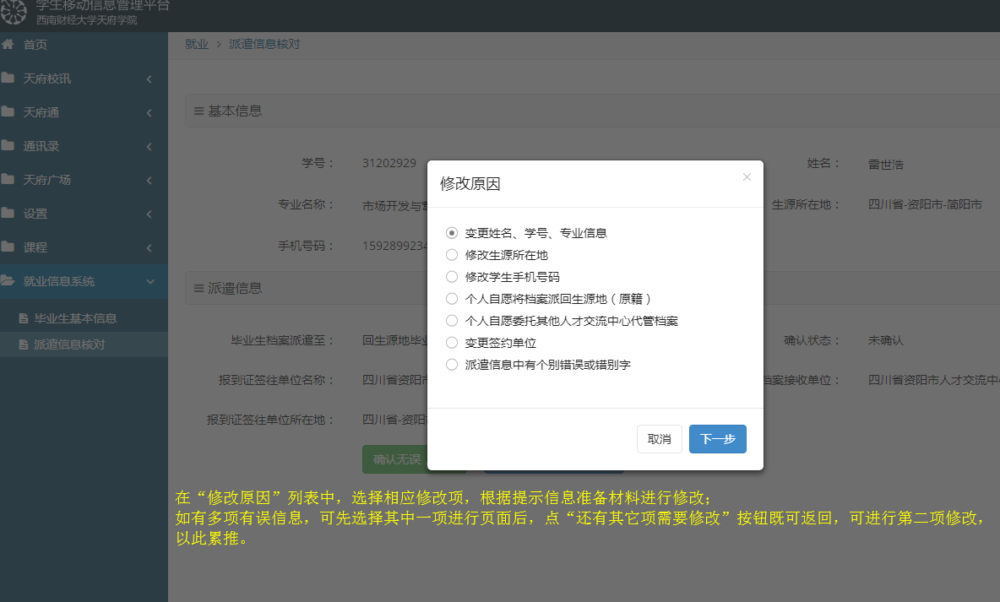 学生移动信息管理平台
西南财经大学天府学院
首页
天府校讯
天府通
通讯录
天府广场
设置
课程
就业信息系统
毕业生基本信息
派遣信息核对
就业 > 派遣信息核对
基本信息
学号： 31202929
姓名： 雷世浩
专业名称： 市场开发与
生源所在地： 四川省-资阳市-简阳市
手机号码： 1592899234
派遣信息
毕业生档案派遣至： 回生源地毕业
确认状态： 未确认
报到证签往单位名称： 四川省资阳市
档案接收单位： 四川省资阳市人才交流中
报到证签往单位所在地： 四川省-资阳
确认无误
修改原因
×
变更姓名、学号、专业信息
修改生源所在地
修改学生手机号码
个人自愿将档案派回生源地（原籍）
个人自愿委托其他人才交流中心代管档案
变更签约单位
派遣信息中有个别错误或错别字
取消
下一步
在“修改原因”列表中，选择相应修改项，根据提示信息准备材料进行修改；
如有多项有误信息，可先选择其中一项进行页面后，点“还有其它项需要修改”按钮既可返回，可进行第二项修改，
以此累推。